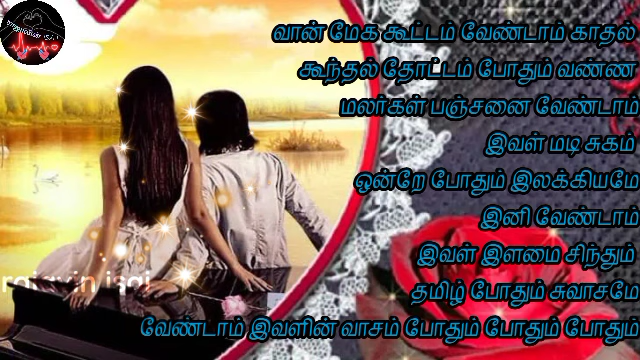 வான் மேக கூட்டம் வேண்டாம் காதல்
கூந்தல் தோட்டம் போதும் வண்ண
மலர்கள் பஞ்சனை வேண்டாம்
இவள் மடி சுகம்
ஒன்றே போதும் இலக்கியமே
இனி வேண்டாம்
இவள் இளமை சிந்தும்
தமிழ் போதும் சுவாசமே
வேண்டாம் இவளின் வாசம் போதும் போதும் போதும்